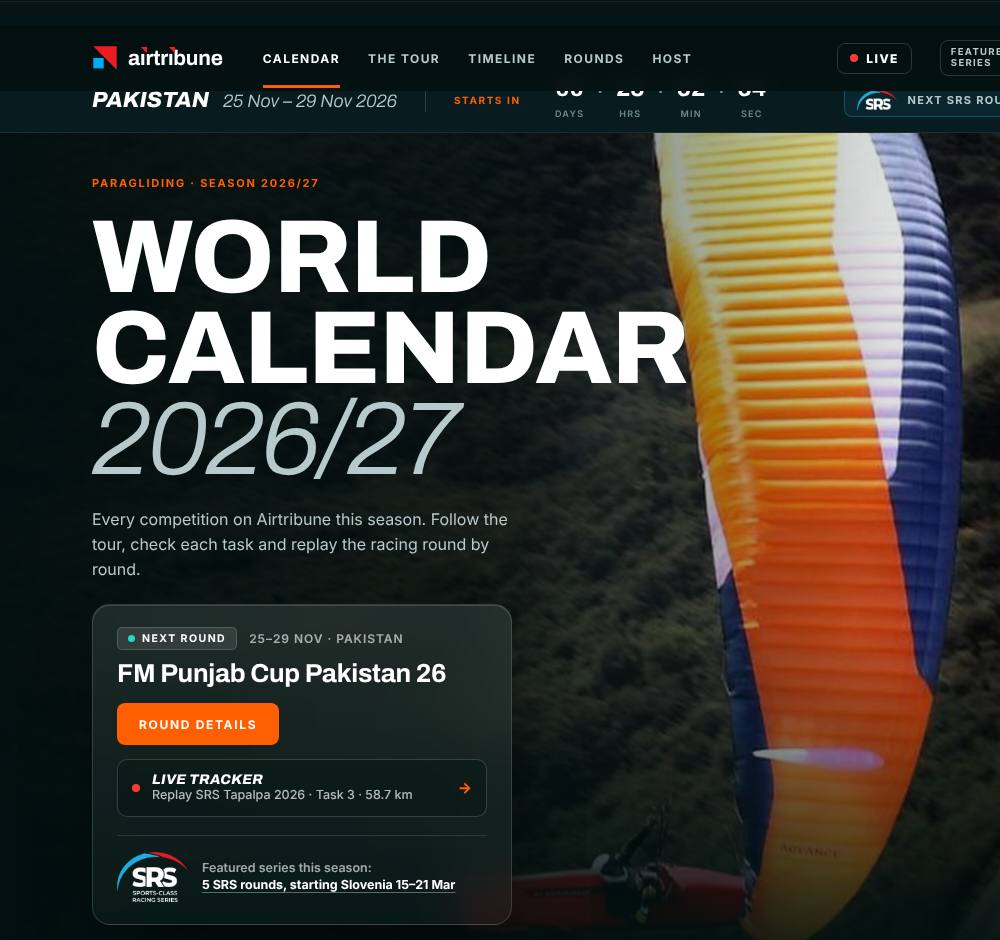 airtribune
CALENDAR
THE TOUR
TIMELINE
ROUNDS
HOST
LIVE
FEATURE
SERIES
PAKISTAN 25 Nov – 29 Nov 2026
STARTS IN
DAYS
HRS
MIN
SEC
SRS
NEXT SRS ROU
PARAGLIDING · SEASON 2026/27
WORLD
CALENDAR
2026/27
Every competition on Airtribune this season. Follow the
tour, check each task and replay the racing round by
round.
NEXT ROUND
25–29 NOV · PAKISTAN
FM Punjab Cup Pakistan 26
ROUND DETAILS
LIVE TRACKER
Replay SRS Tapalpa 2026 · Task 3 · 58.7 km
→
SRS
SPORTS-CLASS
RACING SERIES
Featured series this season:
5 SRS rounds, starting Slovenia 15–21 Mar
ADVANCE